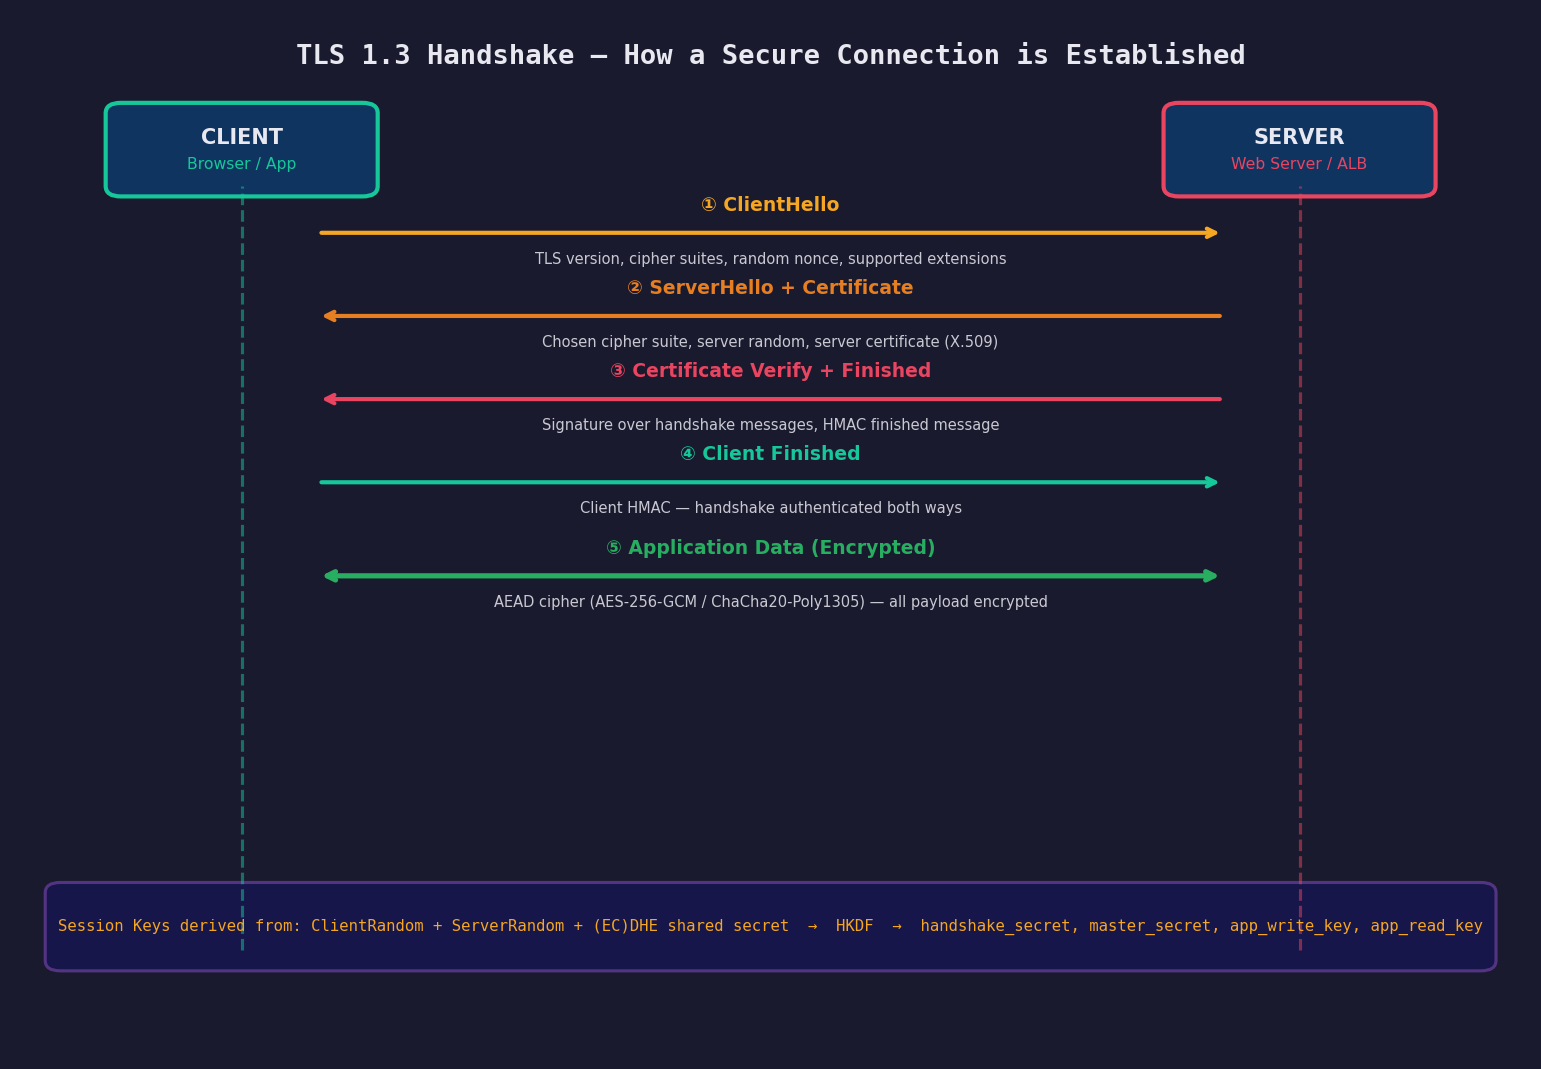 TLS 1.3 Handshake — How a Secure Connection is Established
CLIENT
Browser / App
SERVER
Web Server / ALB
① ClientHello
TLS version, cipher suites, random nonce, supported extensions
② ServerHello + Certificate
Chosen cipher suite, server random, server certificate (X.509)
③ Certificate Verify + Finished
Signature over handshake messages, HMAC finished message
④ Client Finished
Client HMAC — handshake authenticated both ways
⑤ Application Data (Encrypted)
AEAD cipher (AES-256-GCM / ChaCha20-Poly1305) — all payload encrypted
Session Keys derived from: ClientRandom + ServerRandom + (EC)DHE shared secret → HKDF → handshake_secret, master_secret, app_write_key, app_read_key